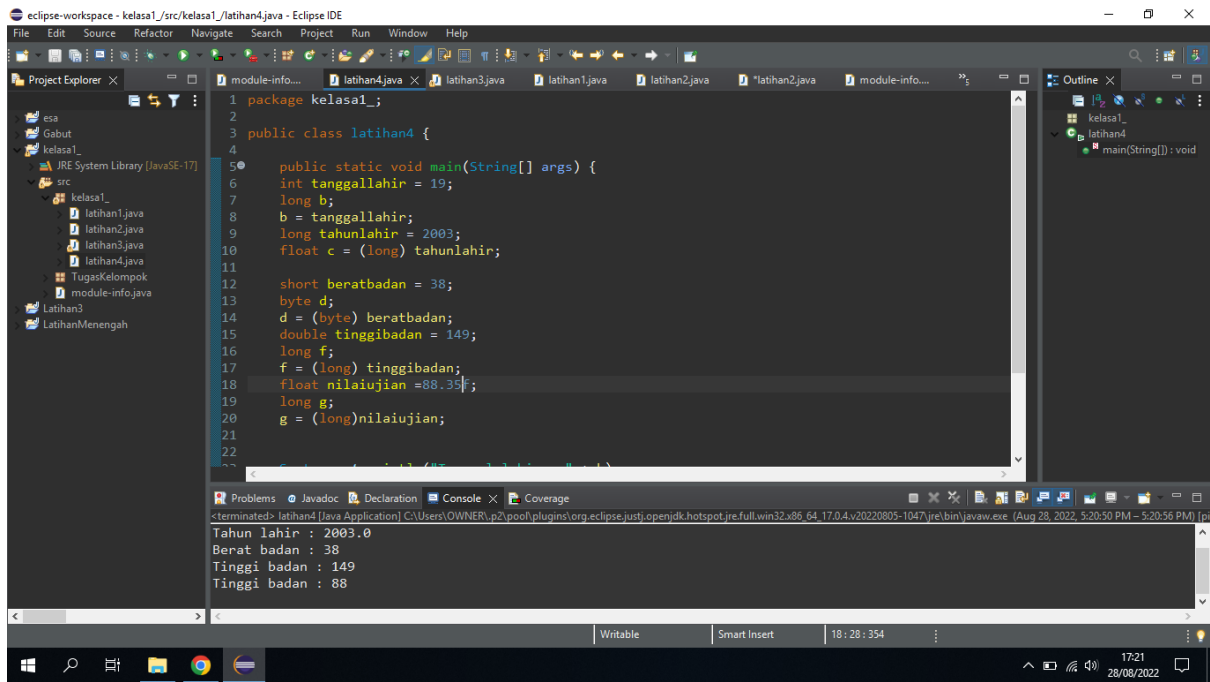 eclipse-workspace - kelasa1_/src/kelasa1_/latihan4.java - Eclipse IDE
File Edit Source Refactor Navigate Search Project Run Window Help
Project Explorer
module-info.... latihan4.java latihan3.java latihan1.java latihan2.java *latihan2.java module-info.... »5
Outline
esa
Gabut
kelasa1_
JRE System Library [JavaSE-17]
src
kelasa1_
latihan1.java
latihan2.java
latihan3.java
latihan4.java
TugasKelompok
module-info.java
Latihan3
LatihanMenengah
1 package kelasa1_;
2
3 public class latihan4 {
4
5 public static void main(String[] args) {
6 int tanggallahir = 19;
7 long b;
8 b = tanggallahir;
9 long tahunlahir = 2003;
10 float c = (long) tahunlahir;
11
12 short beratbadan = 38;
13 byte d;
14 d = (byte) beratbadan;
15 double tinggibadan = 149;
16 long f;
17 f = (long) tinggibadan;
18 float nilaiujian =88.35f;
19 long g;
20 g = (long)nilaiujian;
21
22
kelasa1_
latihan4
main(String[]) : void
Problems Javadoc Declaration Console Coverage
<terminated> latihan4 [Java Application] C:\Users\OWNER\.p2\pool\plugins\org.eclipse.justj.openjdk.hotspot.jre.full.win32.x86_64_17.0.4.v20220805-1047\jre\bin\javaw.exe (Aug 28, 2022, 5:20:50 PM – 5:20:56 PM) [pi
Tahun lahir : 2003.0
Berat badan : 38
Tinggi badan : 149
Tinggi badan : 88
Writable Smart Insert 18 : 28 : 354
17:21
28/08/2022